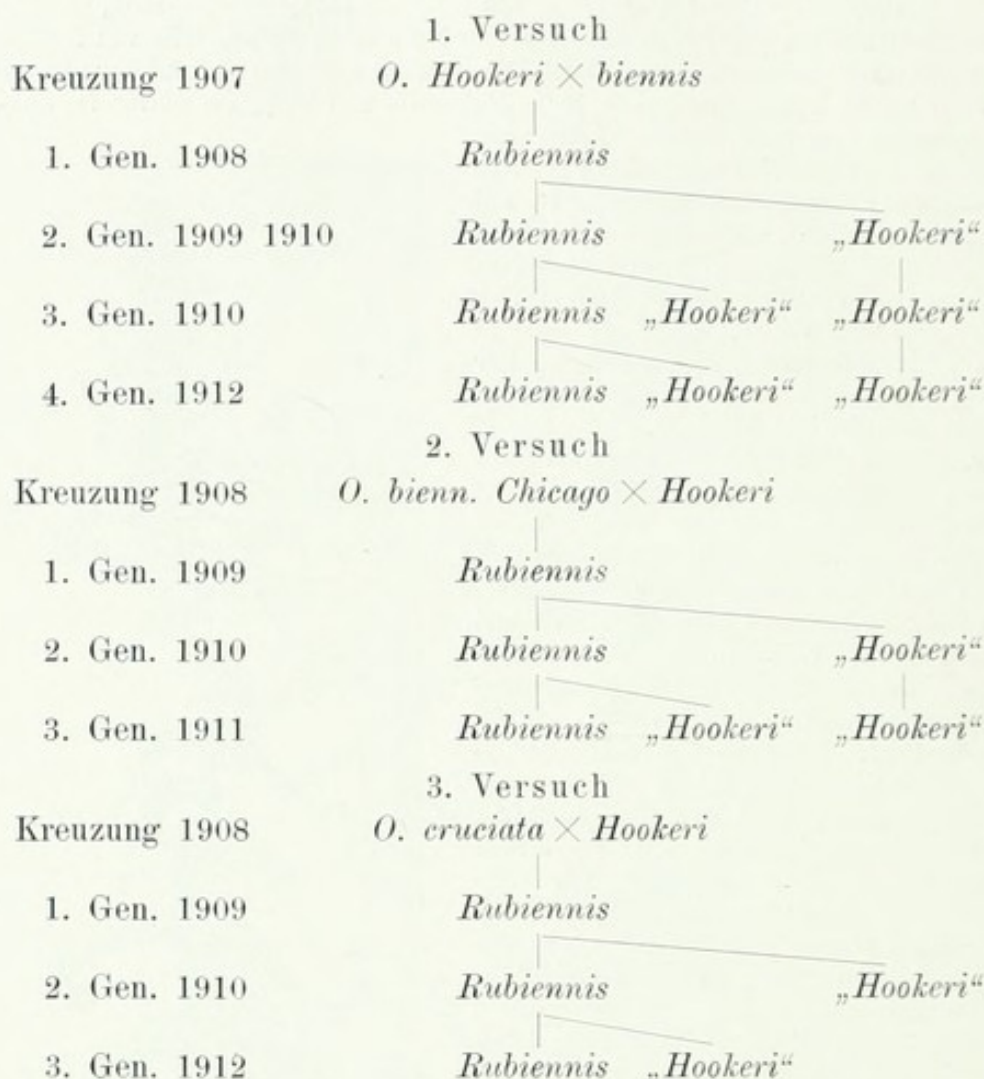 1. Versuch
Kreuzung 1907 O. Hookeri × biennis
1. Gen. 1908 Rubiennis
2. Gen. 1909 1910 Rubiennis „Hookeri“
3. Gen. 1910 Rubiennis „Hookeri“ „Hookeri“
4. Gen. 1912 Rubiennis „Hookeri“ „Hookeri“
2. Versuch
Kreuzung 1908 O. bienn. Chicago × Hookeri
1. Gen. 1909 Rubiennis
2. Gen. 1910 Rubiennis „Hookeri“
3. Gen. 1911 Rubiennis „Hookeri“ „Hookeri“
3. Versuch
Kreuzung 1908 O. cruciata × Hookeri
1. Gen. 1909 Rubiennis
2. Gen. 1910 Rubiennis „Hookeri“
3. Gen. 1912 Rubiennis „Hookeri“